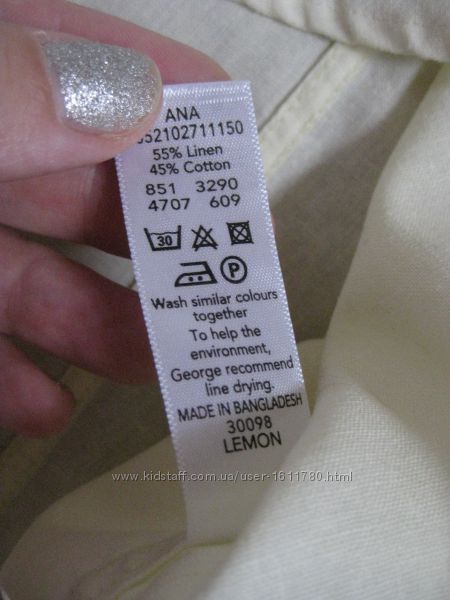 ANA
52102711150
55% Linen
45% Cotton
851 3290
4707 609
30
P
Wash similar colours
together
To help the
environment,
George recommend
line drying.
MADE IN BANGLADESH
30098
LEMON
www.kidstaff.com.ua/user-1611780.html